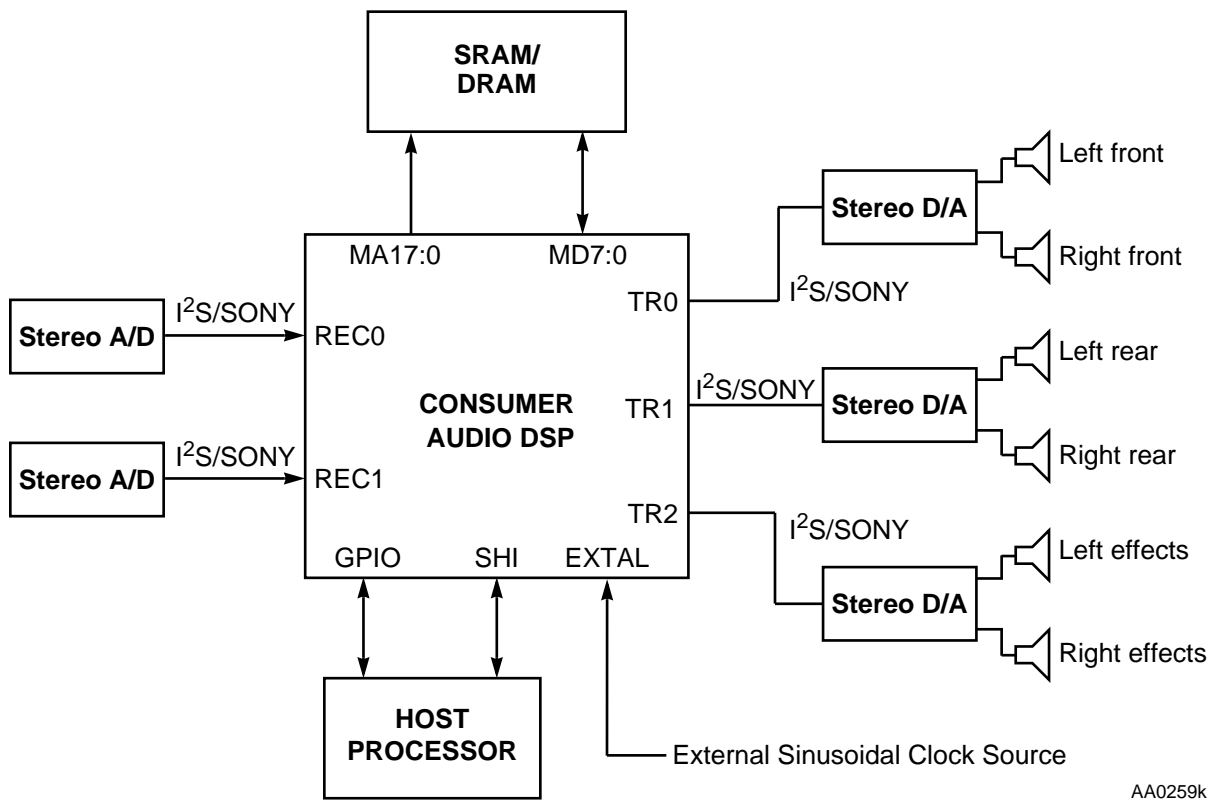 SRAM/
DRAM
MA17:0
MD7:0
Stereo A/D
I²S/SONY
REC0
Stereo A/D
I²S/SONY
REC1
CONSUMER
AUDIO DSP
TR0
I²S/SONY
Stereo D/A
Left front
Right front
TR1
I²S/SONY
Stereo D/A
Left rear
Right rear
TR2
I²S/SONY
Stereo D/A
Left effects
Right effects
GPIO
SHI
EXTAL
HOST
PROCESSOR
External Sinusoidal Clock Source
AA0259k